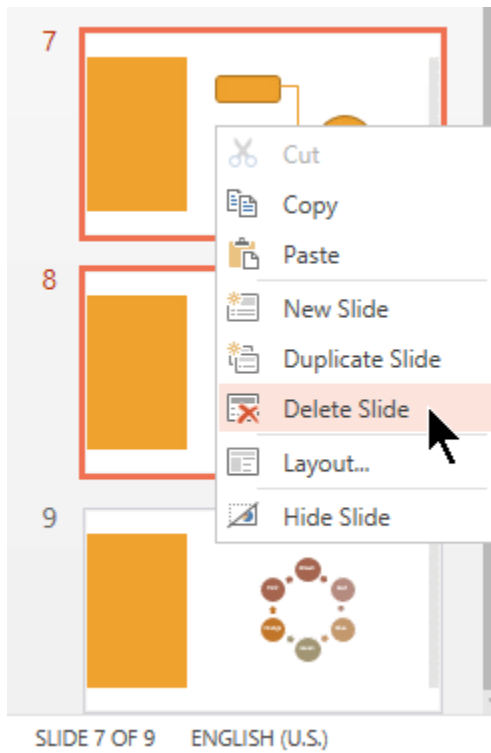 7
Cut
Copy
Paste
8
New Slide
Duplicate Slide
Delete Slide
Layout...
9
Hide Slide
SLIDE 7 OF 9 ENGLISH (U.S.)